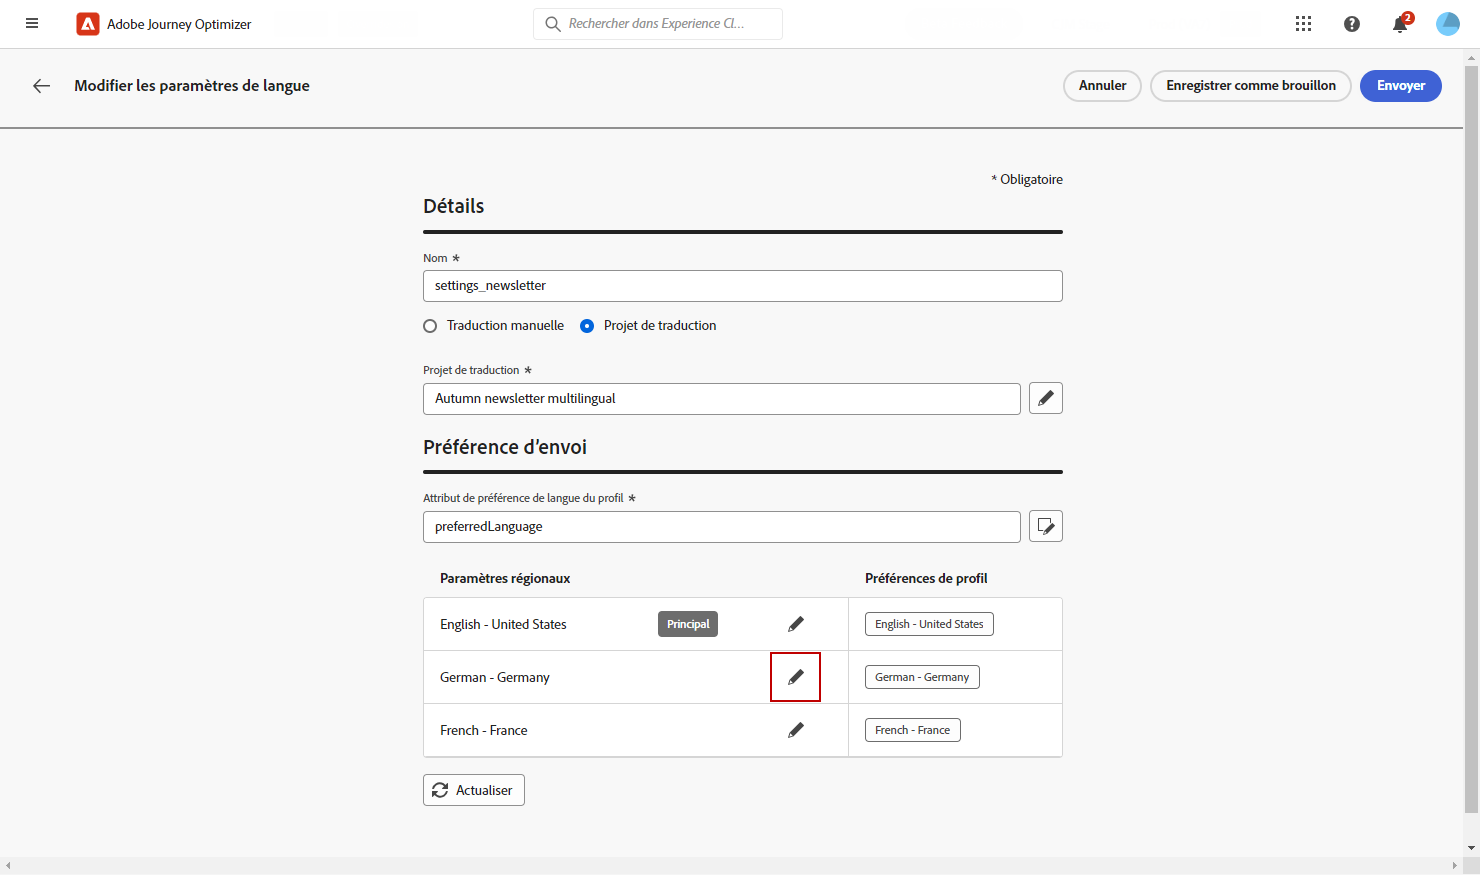 Adobe Journey Optimizer
Rechercher dans Experience Cl...
2
Modifier les paramètres de langue
Annuler
Enregistrer comme brouillon
Envoyer
* Obligatoire
Détails
Nom *
settings_newsletter
Traduction manuelle
Projet de traduction
Projet de traduction *
Autumn newsletter multilingual
Préférence d’envoi
Attribut de préférence de langue du profil *
preferredLanguage
Paramètres régionaux
Préférences de profil
English - United States
Principal
English - United States
German - Germany
German - Germany
French - France
French - France
Actualiser